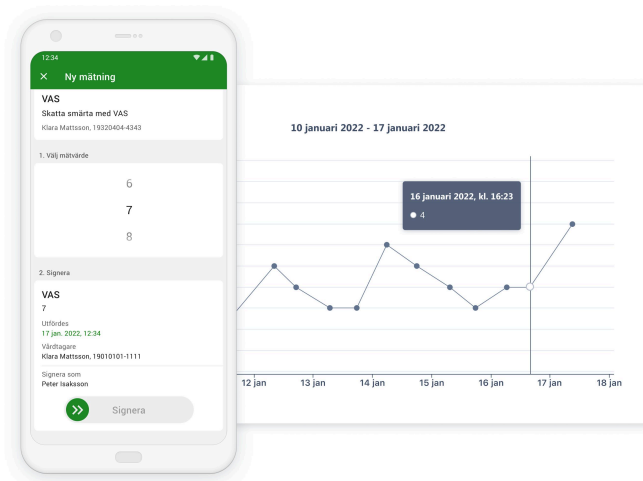 12:34
Ny mätning
VAS
Skatta smärta med VAS
Klara Mattsson, 19320404-4343
1. Välj mätvärde
6
7
8
2. Signera
VAS
7
Utfördes
17 jan. 2022, 12:34
Vårdtagare
Klara Mattsson, 19010101-1111
Signera som
Peter Isaksson
Signera
10 januari 2022 - 17 januari 2022
16 januari 2022, kl. 16:23
4
12 jan 13 jan 14 jan 15 jan 16 jan 17 jan 18 jan